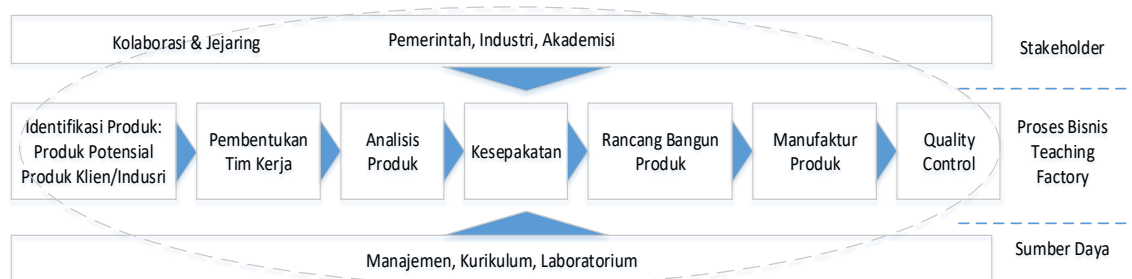 Kolaborasi & Jejaring
Pemerintah, Industri, Akademisi
Stakeholder
Identifikasi Produk:
Produk Potensial
Produk Klien/Indusri
Pembentukan
Tim Kerja
Analisis
Produk
Kesepakatan
Rancang Bangun
Produk
Manufaktur
Produk
Quality
Control
Proses Bisnis
Teaching
Factory
Manajemen, Kurikulum, Laboratorium
Sumber Daya